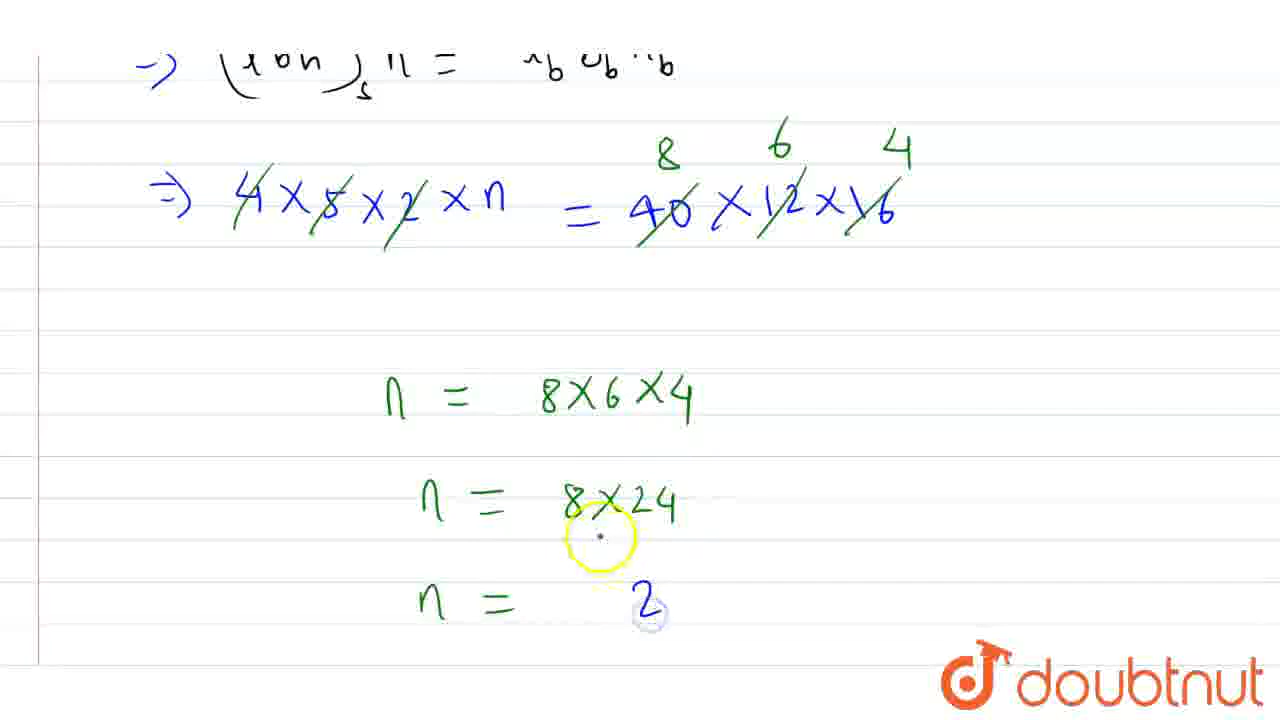 8 6 4
=> 4 × 5 × 2 × n = 40 × 12 × 16
n = 8 × 6 × 4
n = 8 × 24
n = 2
doubtnut